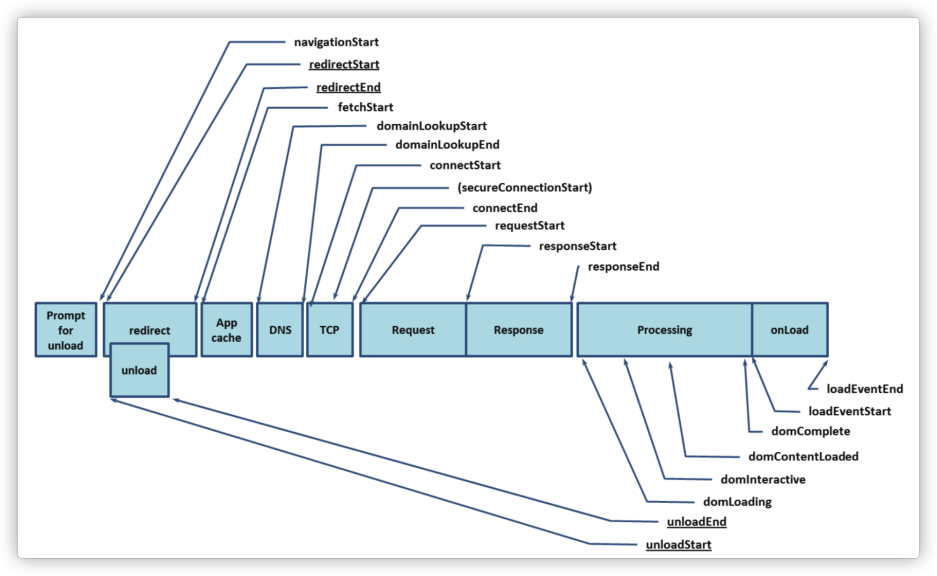 navigationStart
redirectStart
redirectEnd
fetchStart
domainLookupStart
domainLookupEnd
connectStart
(secureConnectionStart)
connectEnd
requestStart
responseStart
responseEnd
Prompt
for
unload
redirect
unload
App
cache
DNS
TCP
Request
Response
Processing
onLoad
loadEventEnd
loadEventStart
domComplete
domContentLoaded
domInteractive
domLoading
unloadEnd
unloadStart